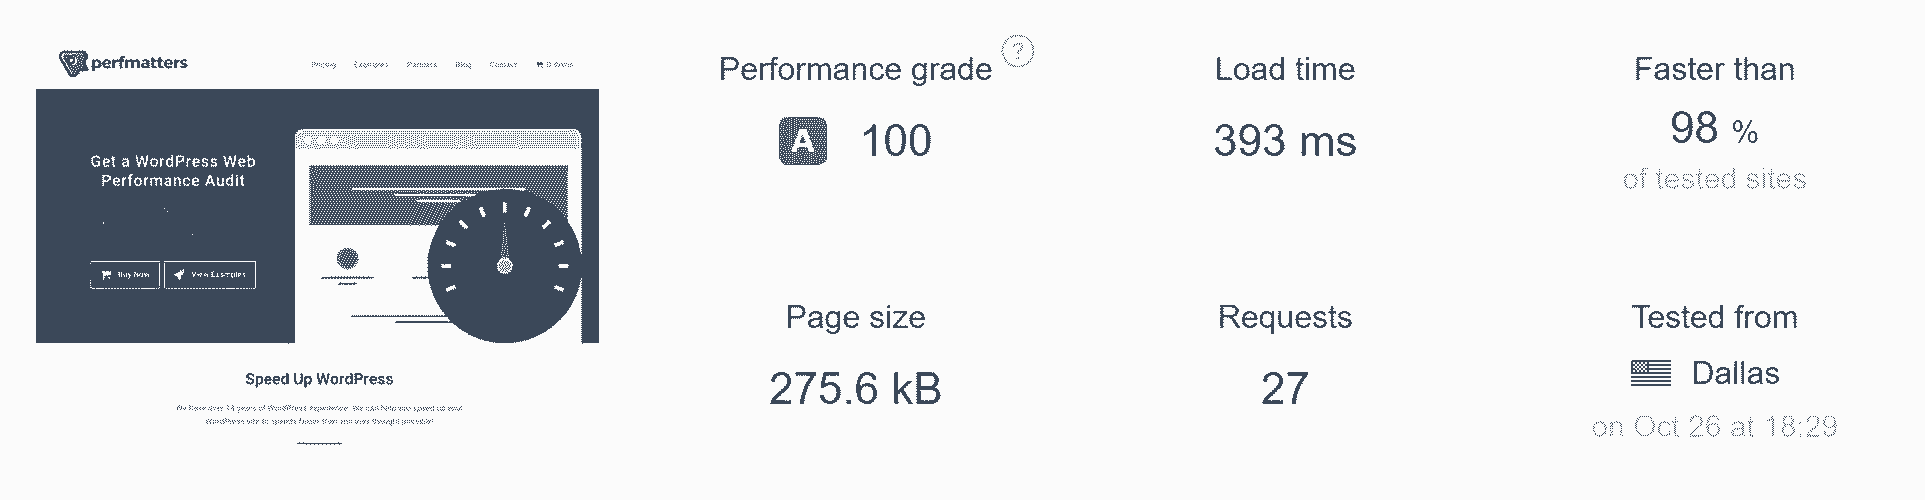 perfmatters
Pricing Examples Partners Blog Contact 0 items
Get a WordPress Web
Performance Audit
Buy Now View Examples
Speed Up WordPress
Performance grade ?
A 100
Load time
393 ms
Faster than
98 %
of tested sites
Page size
275.6 kB
Requests
27
Tested from
Dallas
on Oct 26 at 18:29